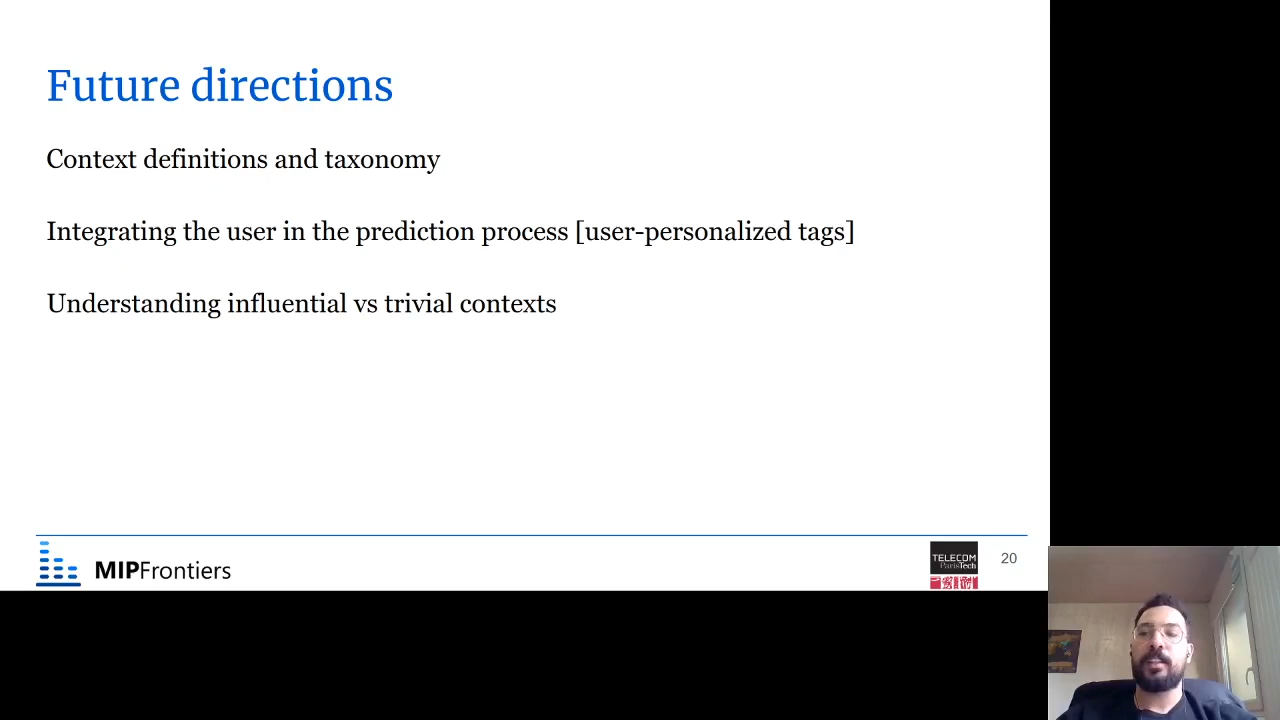 Future directions
Context definitions and taxonomy
Integrating the user in the prediction process [user-personalized tags]
Understanding influential vs trivial contexts
MIPFrontiers
TELECOM
ParisTech
20